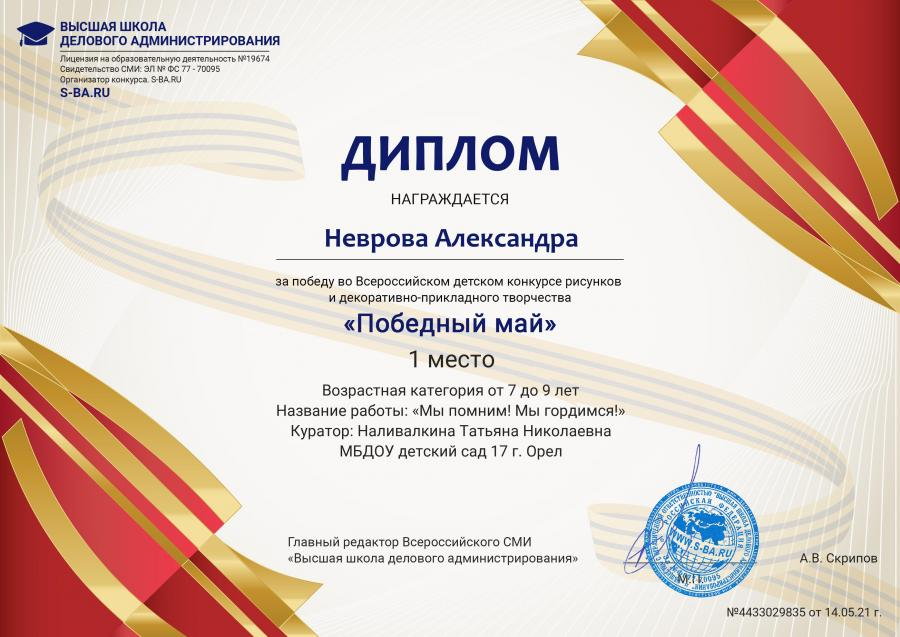 ВЫСШАЯ ШКОЛА
ДЕЛОВОГО АДМИНИСТРИРОВАНИЯ
Лицензия на образовательную деятельность №19674
Свидетельство СМИ: ЭЛ № ФС 77 - 70095
Организатор конкурса. S-BA.RU
S-BA.RU
ДИПЛОМ
НАГРАЖДАЕТСЯ
Неврова Александра
за победу во Всероссийском детском конкурсе рисунков
и декоративно-прикладного творчества
«Победный май»
1 место
Возрастная категория от 7 до 9 лет
Название работы: «Мы помним! Мы гордимся!»
Куратор: Наливалкина Татьяна Николаевна
МБДОУ детский сад 17 г. Орел
Главный редактор Всероссийского СМИ
«Высшая школа делового администрирования»
РОССИЙСКАЯ ФЕДЕРАЦИЯ
WWW.S-BA.RU
М.П.
А.В. Скрипов
№4433029835 от 14.05.21 г.